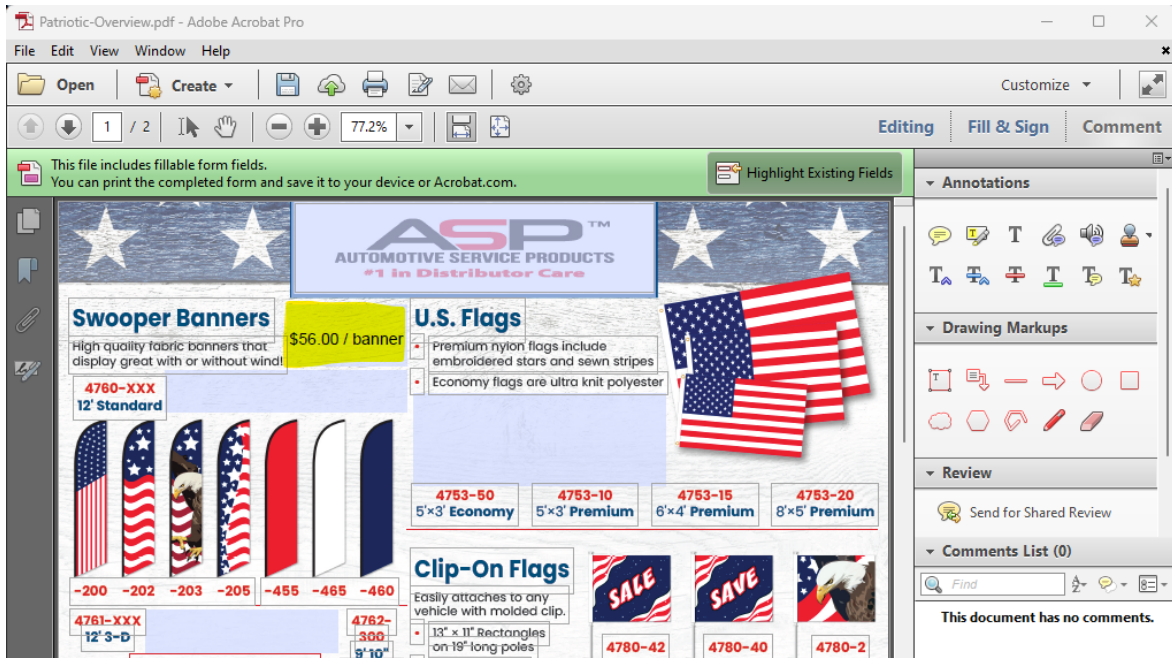 Patriotic-Overview.pdf - Adobe Acrobat Pro
File Edit View Window Help
Open Create Customize
1 / 2 77.2% Editing Fill & Sign Comment
This file includes fillable form fields.
You can print the completed form and save it to your device or Acrobat.com.
Highlight Existing Fields
ASP™
AUTOMOTIVE SERVICE PRODUCTS
#1 in Distributor Care
Swooper Banners
High quality fabric banners that
display great with or without wind!
$56.00 / banner
4760-XXX
12' Standard
-200 -202 -203 -205 -455 -465 -460
4761-XXX
12' 3-D
4762-
300
9'10"
U.S. Flags
• Premium nylon flags include
embroidered stars and sewn stripes
• Economy flags are ultra knit polyester
4753-50
5'×3' Economy
4753-10
5'×3' Premium
4753-15
6'×4' Premium
4753-20
8'×5' Premium
Clip-On Flags
Easily attaches to any
vehicle with molded clip.
• 13" × 11" Rectangles
on 19" long poles
SALE
4780-42
SAVE
4780-40
4780-2
Annotations
Drawing Markups
Review
Send for Shared Review
Comments List (0)
Find
This document has no comments.